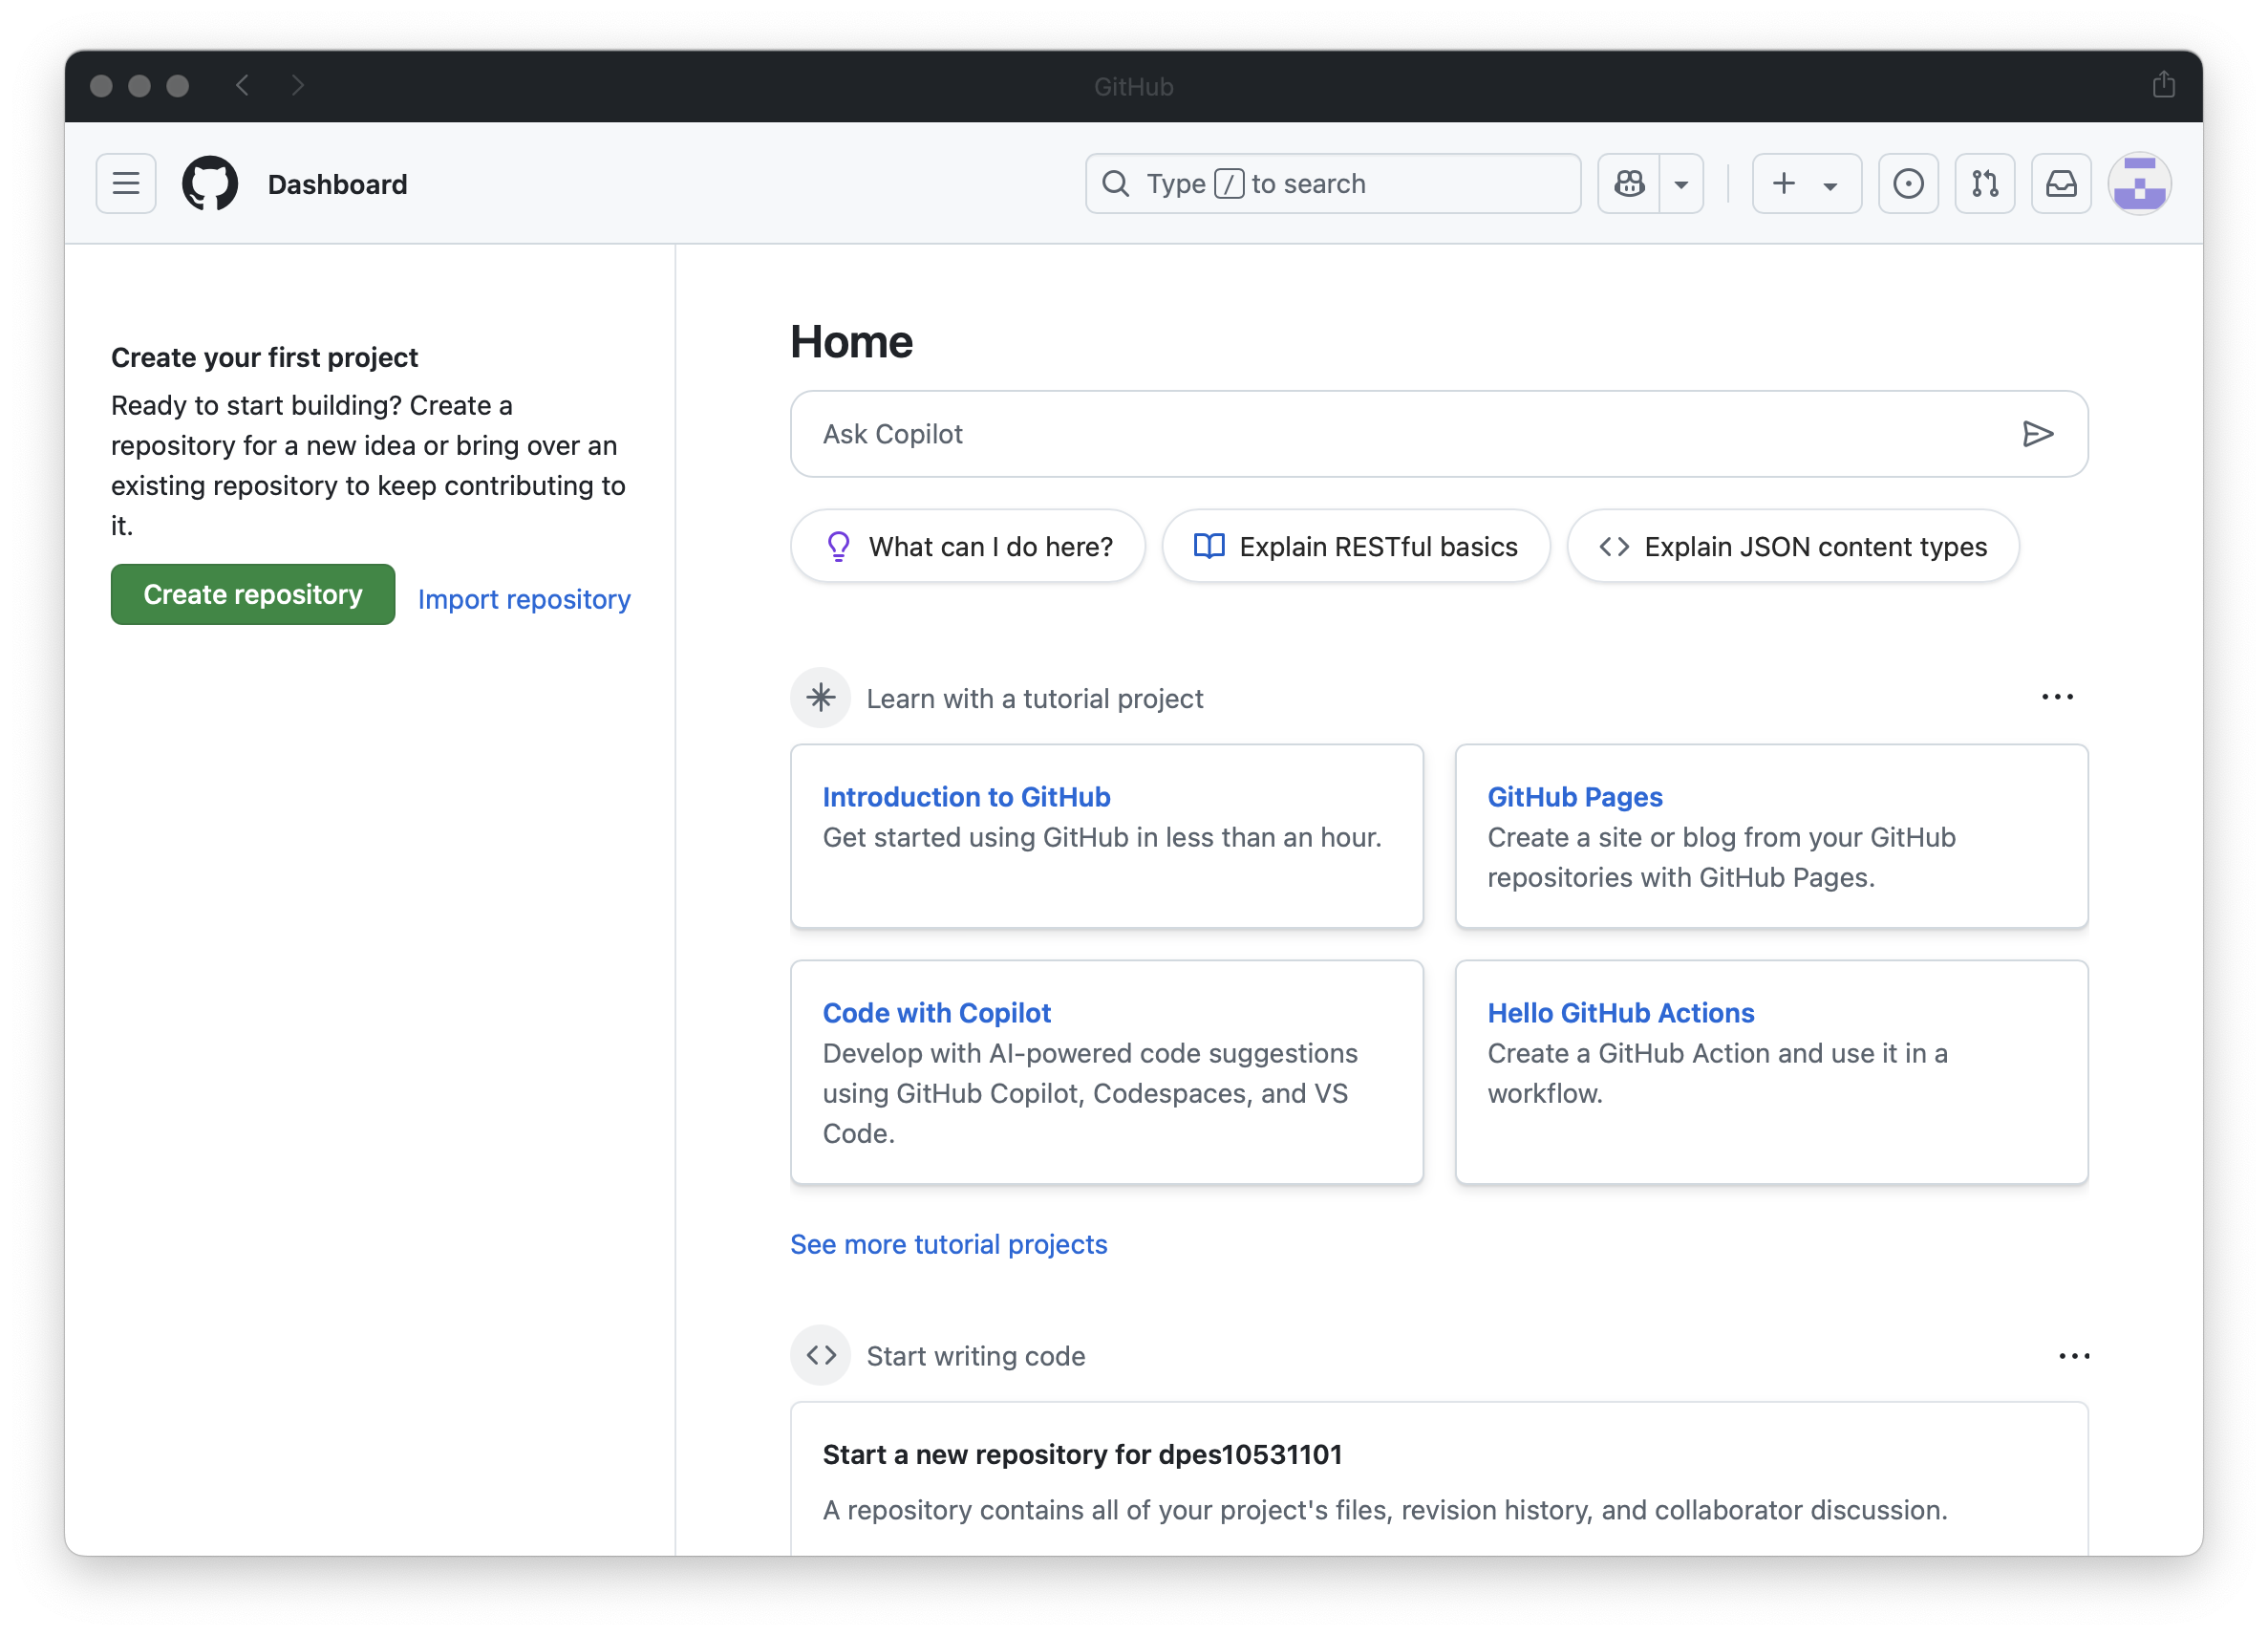 GitHub
Dashboard
Type / to search
Create your first project
Ready to start building? Create a
repository for a new idea or bring over an
existing repository to keep contributing to
it.
Create repository
Import repository
Home
Ask Copilot
What can I do here?
Explain RESTful basics
Explain JSON content types
Learn with a tutorial project
Introduction to GitHub
Get started using GitHub in less than an hour.
GitHub Pages
Create a site or blog from your GitHub
repositories with GitHub Pages.
Code with Copilot
Develop with AI-powered code suggestions
using GitHub Copilot, Codespaces, and VS
Code.
Hello GitHub Actions
Create a GitHub Action and use it in a
workflow.
See more tutorial projects
Start writing code
Start a new repository for dpes10531101
A repository contains all of your project's files, revision history, and collaborator discussion.